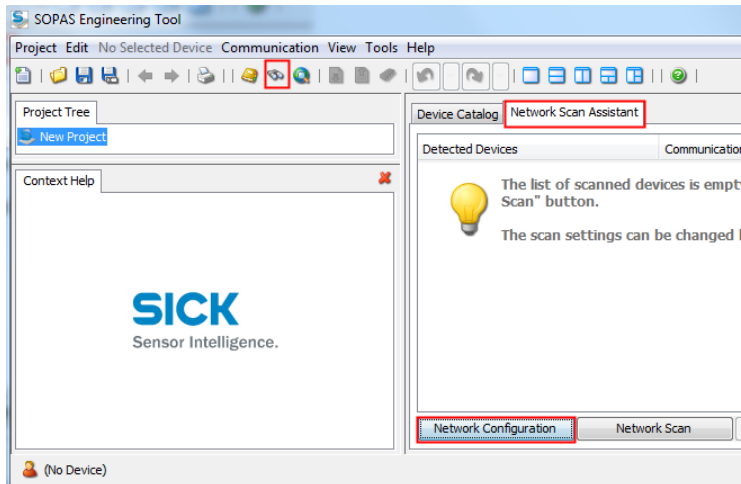 SOPAS Engineering Tool
Project Edit No Selected Device Communication View Tools Help
Project Tree
New Project
Device Catalog Network Scan Assistant
Detected Devices Communication
Context Help
The list of scanned devices is empt
Scan" button.
The scan settings can be changed
SICK
Sensor Intelligence.
Network Configuration Network Scan
(No Device)